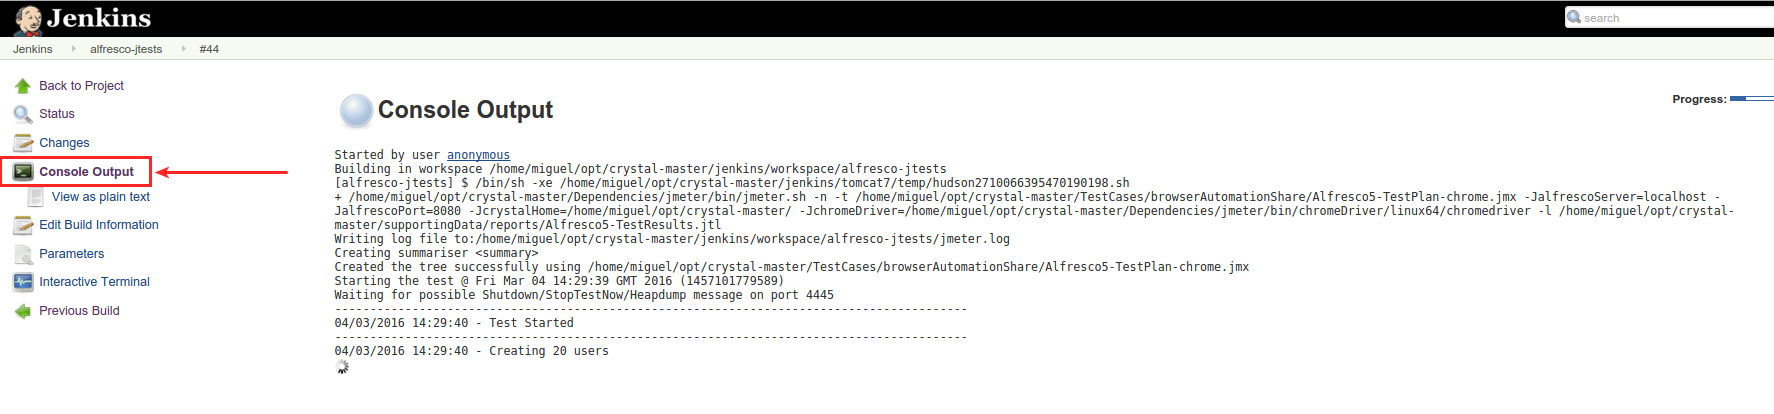 Jenkins
search
Jenkins alfresco-jtests #44
Back to Project
Status
Changes
Console Output
View as plain text
Edit Build Information
Parameters
Interactive Terminal
Previous Build
Console Output
Progress:
Started by user anonymous
Building in workspace /home/miguel/opt/crystal-master/jenkins/workspace/alfresco-jtests
[alfresco-jtests] $ /bin/sh -xe /home/miguel/opt/crystal-master/jenkins/tomcat7/temp/hudson2710066395470190198.sh
+ /home/miguel/opt/crystal-master/Dependencies/jmeter/bin/jmeter.sh -n -t /home/miguel/opt/crystal-master/TestCases/browserAutomationShare/Alfresco5-TestPlan-chrome.jmx -JalfrescoServer=localhost -
JalfrescoPort=8080 -JcrystalHome=/home/miguel/opt/crystal-master/ -JchromeDriver=/home/miguel/opt/crystal-master/Dependencies/jmeter/bin/chromeDriver/linux64/chromedriver -l /home/miguel/opt/crystal-
master/supportingData/reports/Alfresco5-TestResults.jtl
Writing log file to:/home/miguel/opt/crystal-master/jenkins/workspace/alfresco-jtests/jmeter.log
Creating summariser <summary>
Created the tree successfully using /home/miguel/opt/crystal-master/TestCases/browserAutomationShare/Alfresco5-TestPlan-chrome.jmx
Starting the test @ Fri Mar 04 14:29:39 GMT 2016 (1457101779589)
Waiting for possible Shutdown/StopTestNow/Heapdump message on port 4445
------------------------------------------------------------------------------------------
04/03/2016 14:29:40 - Test Started
------------------------------------------------------------------------------------------
04/03/2016 14:29:40 - Creating 20 users